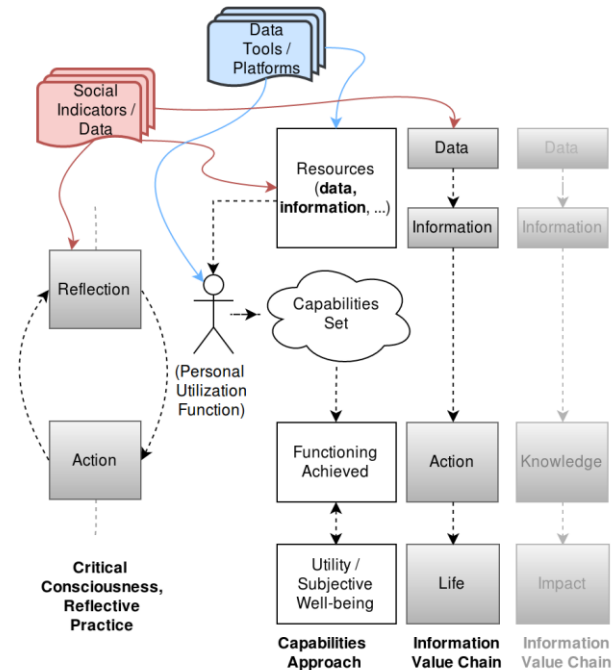 Data
Tools /
Platforms
Social
Indicators /
Data
Resources
(data,
information, ...)
Data
Data
Information
Information
Reflection
Capabilities
Set
(Personal
Utilization
Function)
Action
Functioning
Achieved
Action
Knowledge
Utility /
Subjective
Well-being
Life
Impact
Critical
Consciousness,
Reflective
Practice
Capabilities
Approach
Information
Value Chain
Information
Value Chain